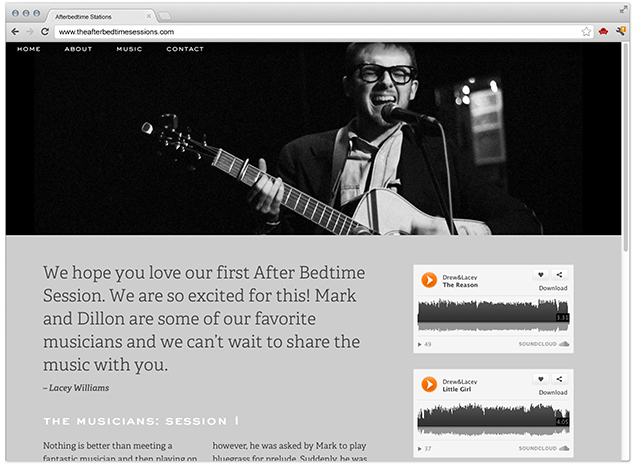 Afterbedtime Stations
www.theafterbedtimesessions.com
HOME ABOUT MUSIC CONTACT
We hope you love our first After Bedtime
Session. We are so excited for this! Mark
and Dillon are some of our favorite
musicians and we can't wait to share the
music with you.
– Lacey Williams
THE MUSICIANS: SESSION 1
Nothing is better than meeting a
fantastic musician and then playing on
however, he was asked by Mark to play
bluegrass for prelude. Suddenly, he was
Drew&Lacey
The Reason
Download
3.31
49
SOUNDCLOUD
Drew&Lacey
Little Girl
Download
4.05
37
SOUNDCLOUD